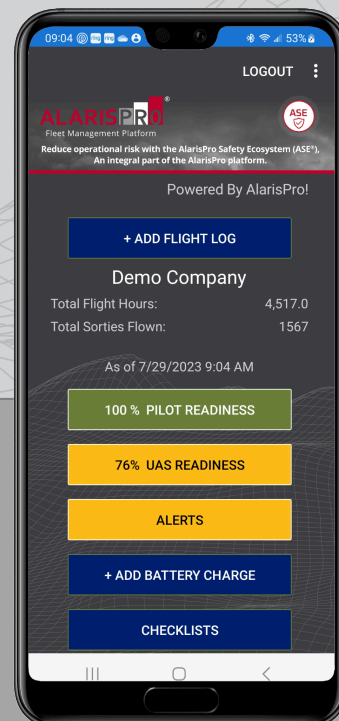 09:04
ring
ring
53%
LOGOUT
ALARISPRO®
Fleet Management Platform
ASE
Reduce operational risk with the AlarisPro Safety Ecosystem (ASE®),
An integral part of the AlarisPro platform.
Powered By AlarisPro!
+ ADD FLIGHT LOG
Demo Company
Total Flight Hours: 4,517.0
Total Sorties Flown: 1567
As of 7/29/2023 9:04 AM
100 % PILOT READINESS
76% UAS READINESS
ALERTS
+ ADD BATTERY CHARGE
CHECKLISTS